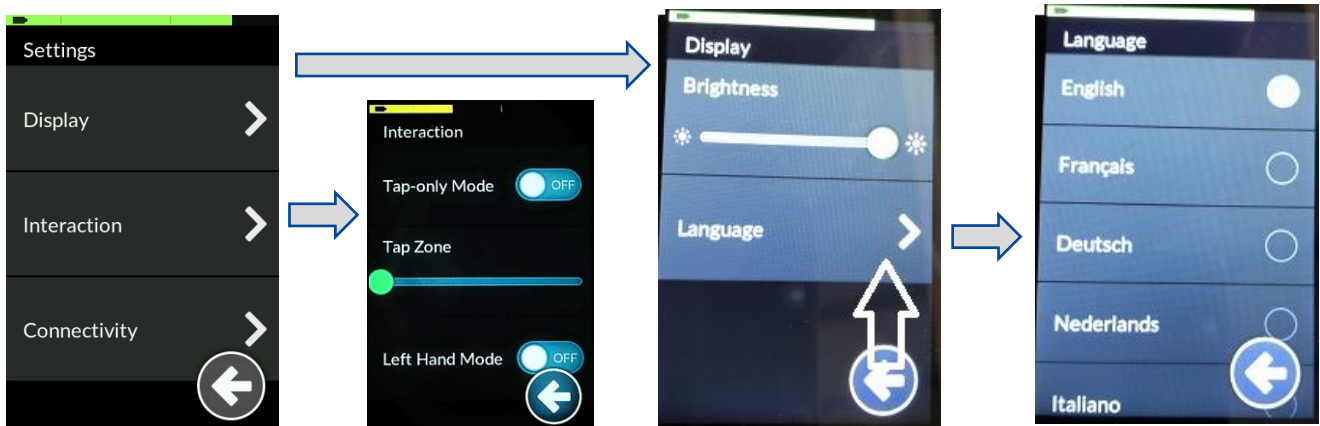 Settings
Display
Interaction
Connectivity
Interaction
Tap-only Mode
OFF
Tap Zone
Left Hand Mode
OFF
Display
Brightness
Language
Language
English
Français
Deutsch
Nederlands
Italiano